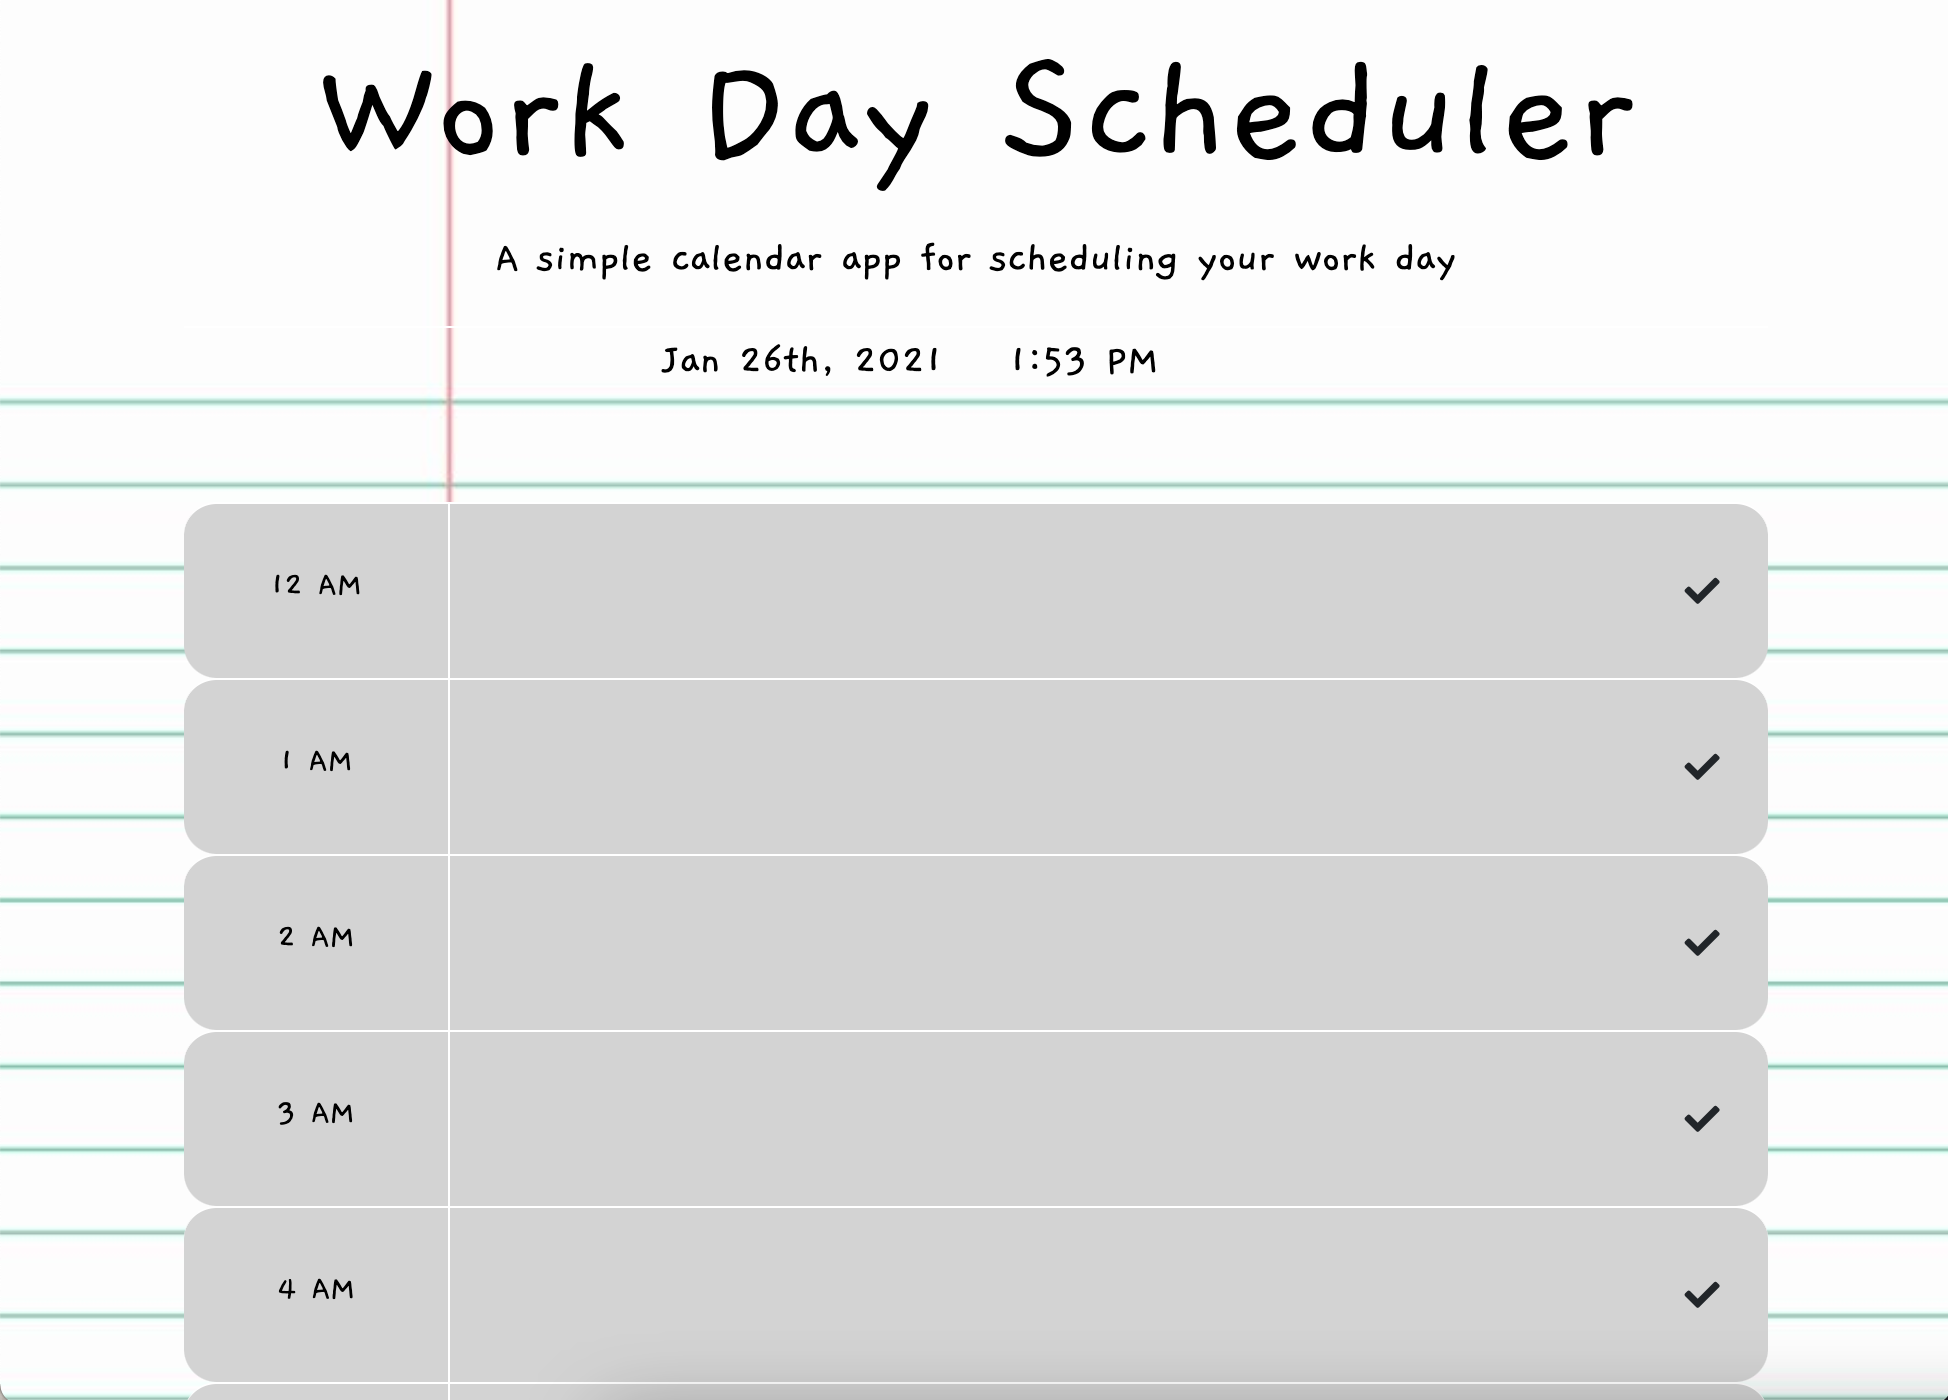 Work Day Scheduler
A simple calendar app for scheduling your work day
Jan 26th, 2021 1:53 PM
12 AM
1 AM
2 AM
3 AM
4 AM